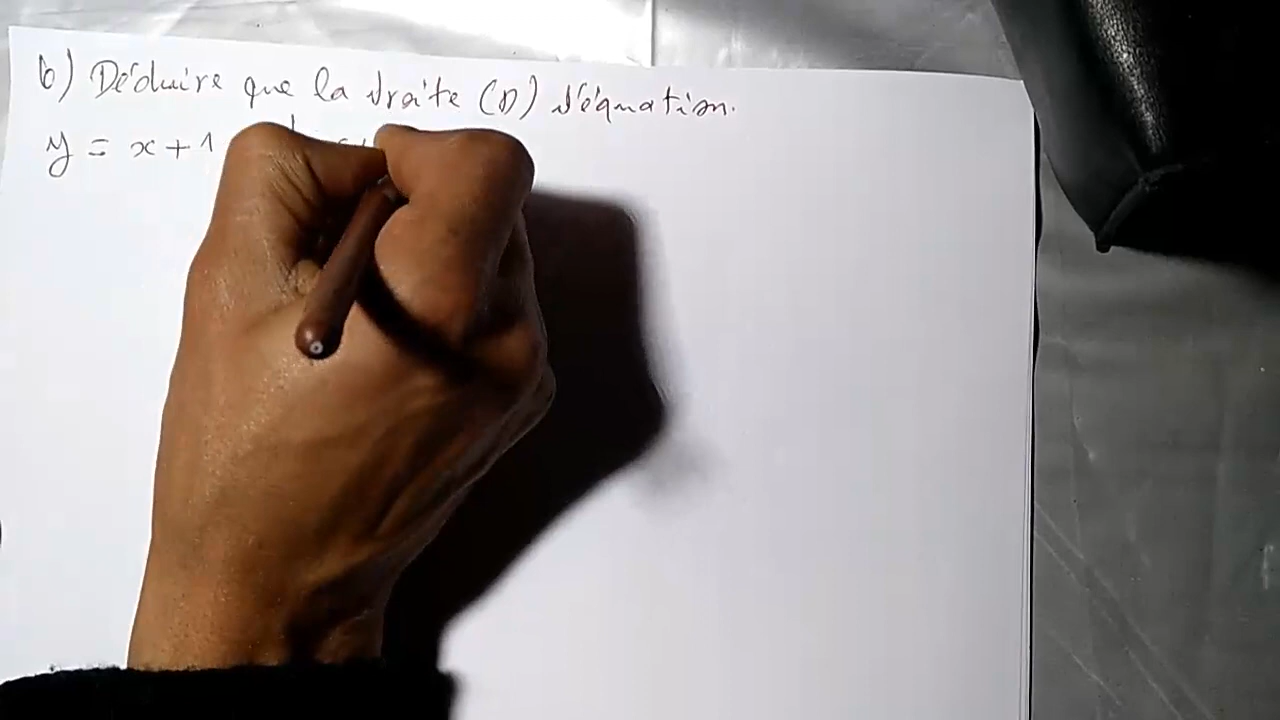 b) Déduire que la droite (D) d'équation.
y = x + 1